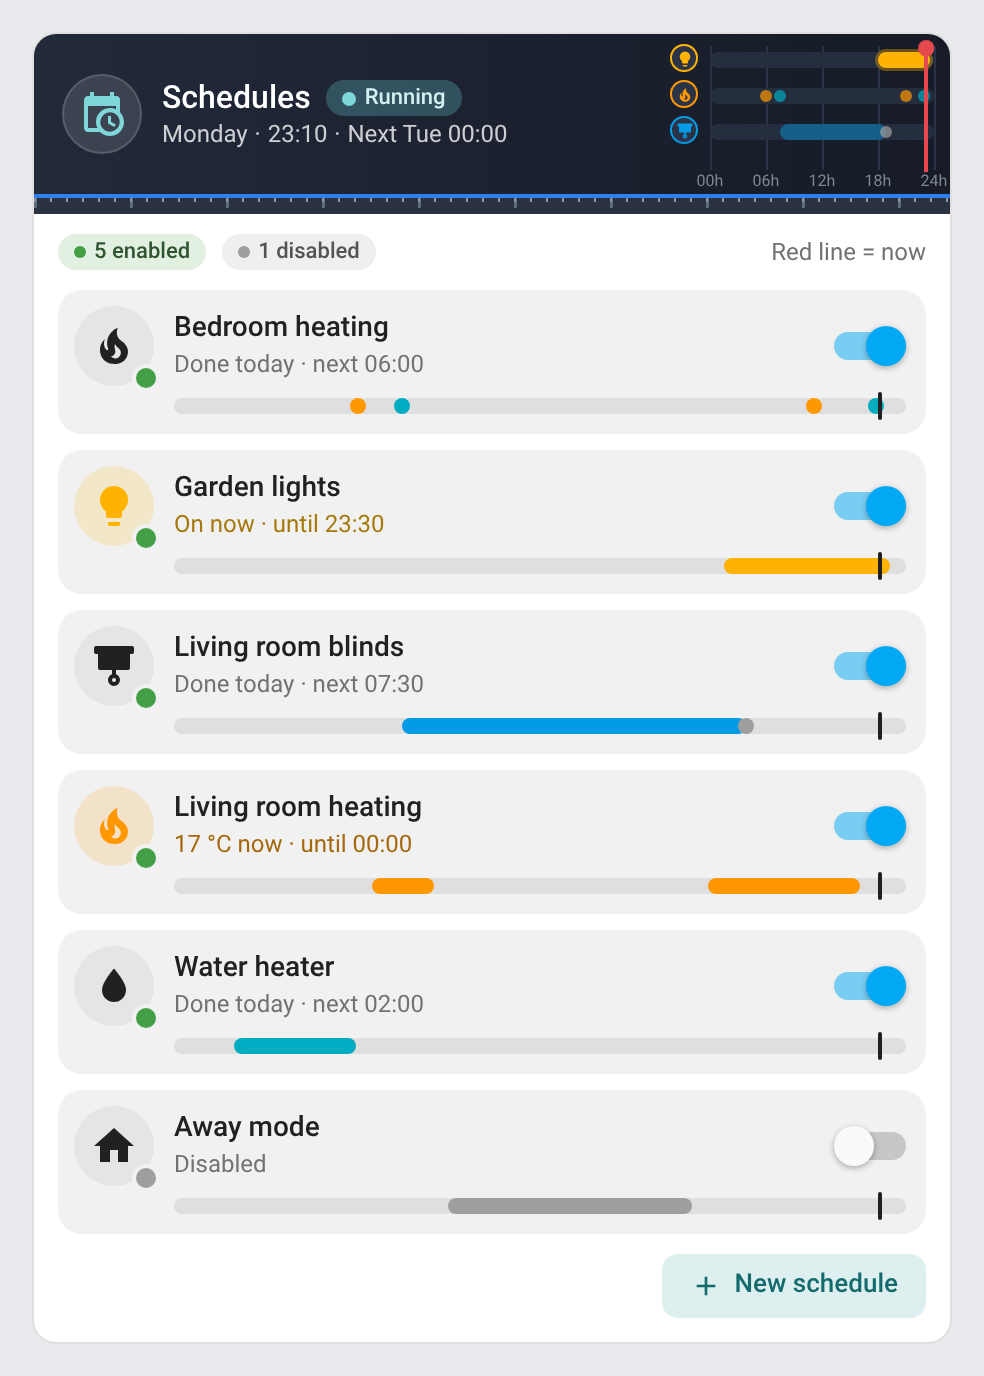 Schedules
Running
Monday · 23:10 · Next Tue 00:00
00h 06h 12h 18h 24h
5 enabled
1 disabled
Red line = now
Bedroom heating
Done today · next 06:00
Garden lights
On now · until 23:30
Living room blinds
Done today · next 07:30
Living room heating
17 °C now · until 00:00
Water heater
Done today · next 02:00
Away mode
Disabled
+ New schedule